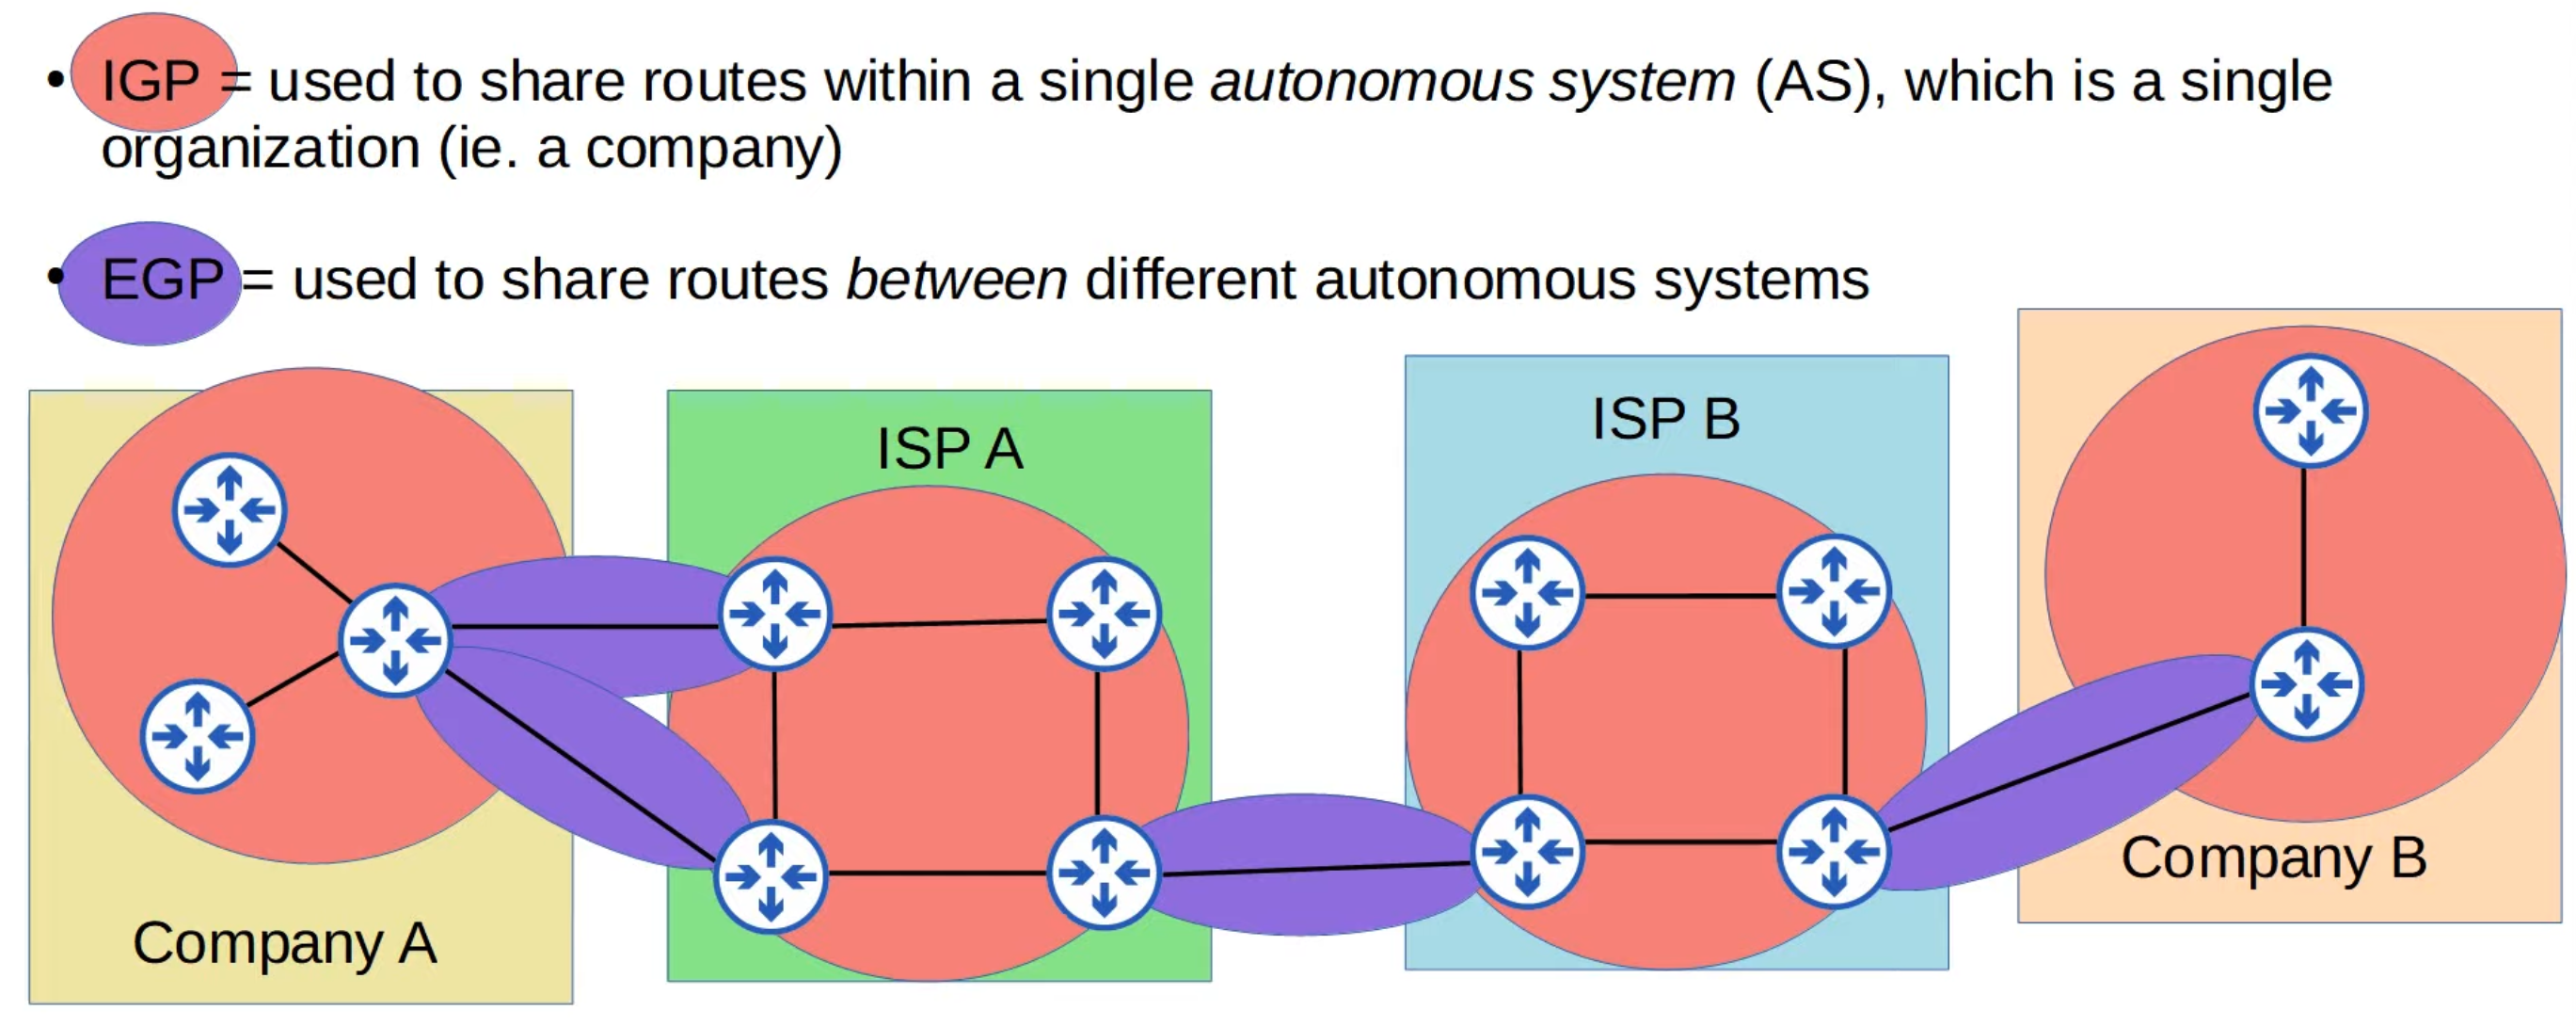 • IGP = used to share routes within a single autonomous system (AS), which is a single
organization (ie. a company)
• EGP = used to share routes between different autonomous systems
ISP A
ISP B
Company A
Company B